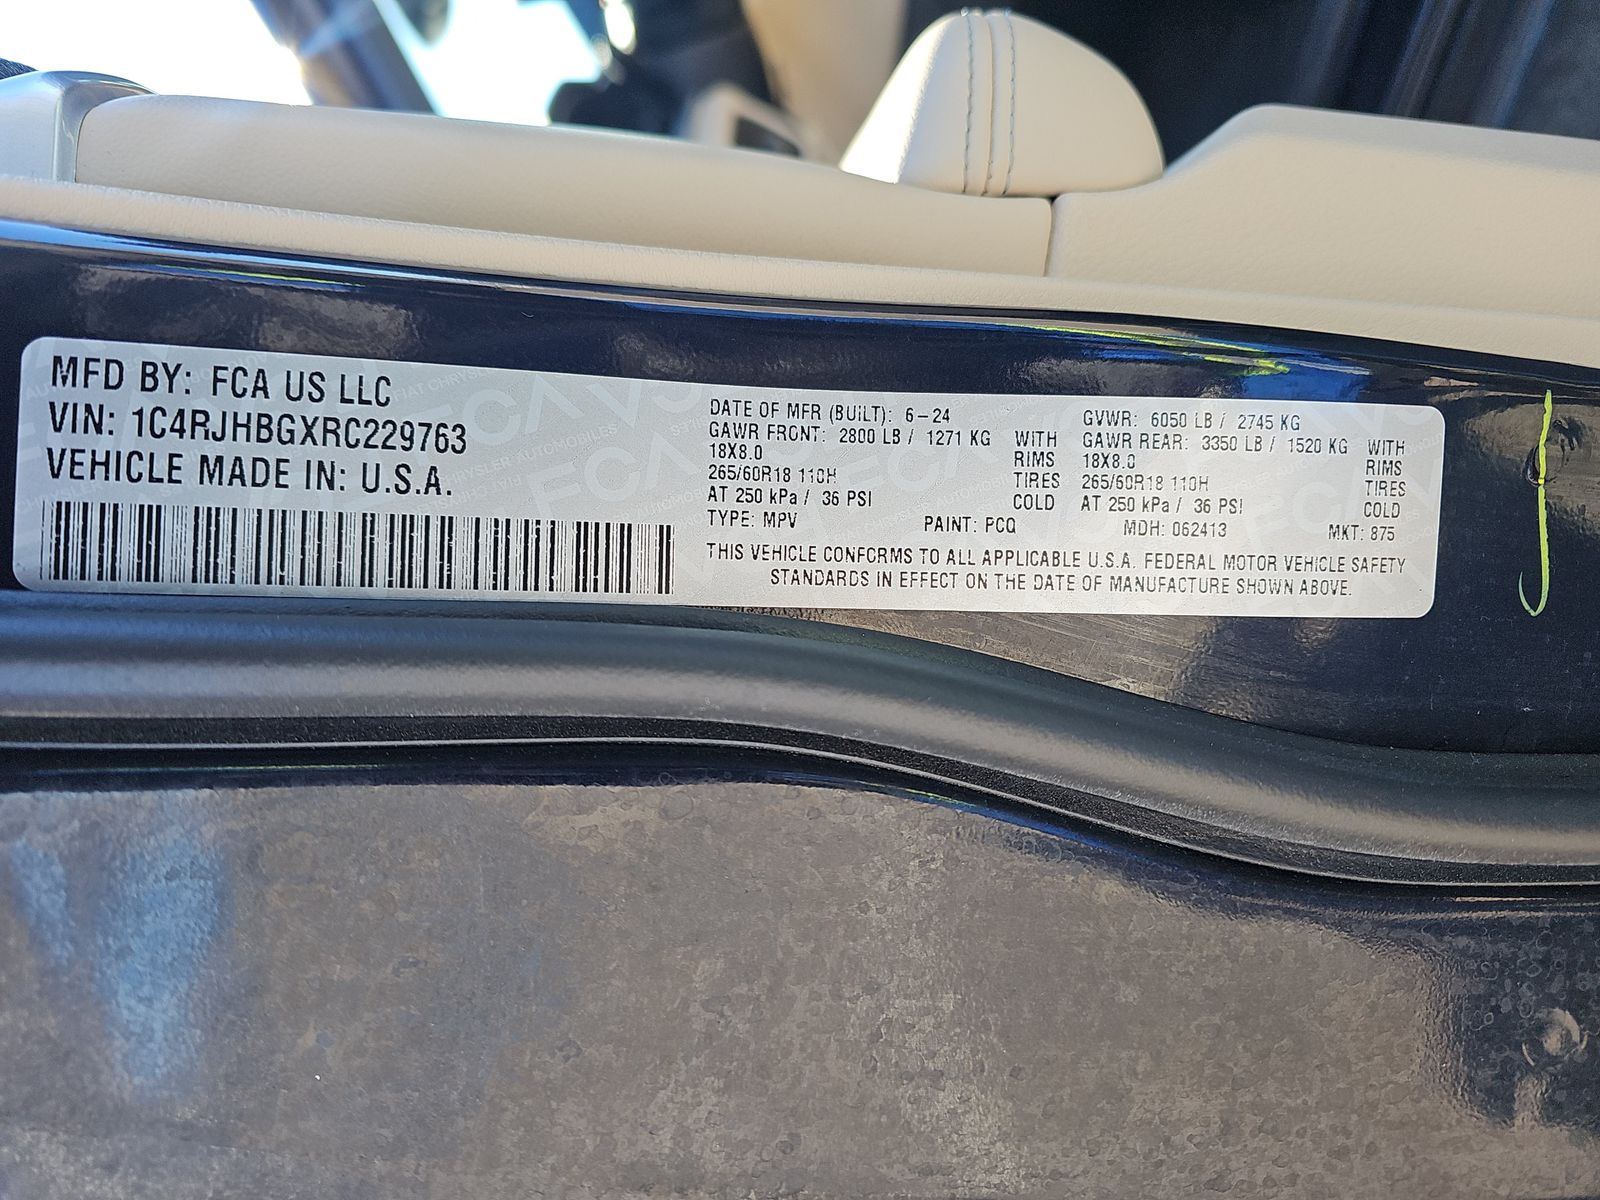 MFD BY: FCA US LLC
VIN: 1C4RJHBGXRC229763
VEHICLE MADE IN: U.S.A.
DATE OF MFR (BUILT): 6-24
GAWR FRONT: 2800 LB / 1271 KG WITH
18X8.0 RIMS
265/60R18 110H TIRES
AT 250 kPa / 36 PSI COLD
TYPE: MPV PAINT: PCQ
GVWR: 6050 LB / 2745 KG
GAWR REAR: 3350 LB / 1520 KG WITH
18X8.0 RIMS
265/60R18 110H TIRES
AT 250 kPa / 36 PSI COLD
MDH: 062413 MKT: 875
THIS VEHICLE CONFORMS TO ALL APPLICABLE U.S.A. FEDERAL MOTOR VEHICLE SAFETY
STANDARDS IN EFFECT ON THE DATE OF MANUFACTURE SHOWN ABOVE.